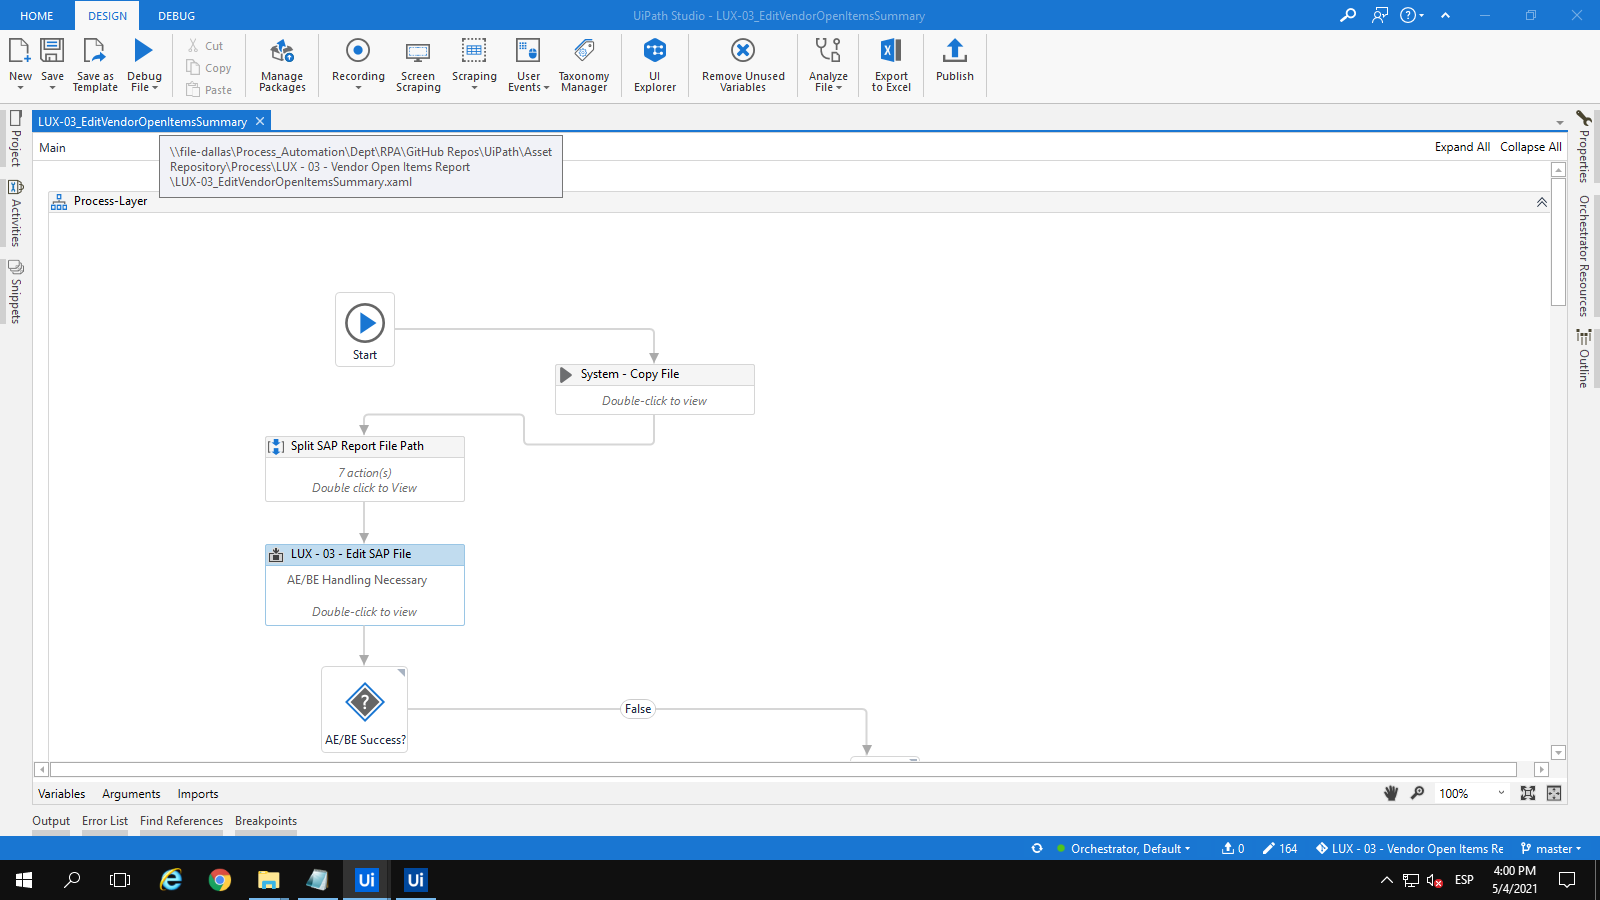 HOME
DESIGN
DEBUG
UiPath Studio - LUX-03_EditVendorOpenItemsSummary
New
Save
Save as
Template
Debug
File
Cut
Copy
Paste
Manage
Packages
Recording
Screen
Scraping
Scraping
User
Events
Taxonomy
Manager
UI
Explorer
Remove Unused
Variables
Analyze
File
Export
to Excel
Publish
LUX-03_EditVendorOpenItemsSummary
Main
\\file-dallas\Process_Automation\Dept\RPA\GitHub Repos\UiPath\Asset
Repository\Process\LUX - 03 - Vendor Open Items Report
\LUX-03_EditVendorOpenItemsSummary.xaml
Expand All
Collapse All
Project
Activities
Snippets
Properties
Orchestrator Resources
Outline
Process-Layer
Start
System - Copy File
Double-click to view
Split SAP Report File Path
7 action(s)
Double click to View
LUX - 03 - Edit SAP File
AE/BE Handling Necessary
Double-click to view
?
AE/BE Success?
False
Variables
Arguments
Imports
100%
Output
Error List
Find References
Breakpoints
Orchestrator, Default
0
164
LUX - 03 - Vendor Open Items Re
master
Ui
Ui
ESP
4:00 PM
5/4/2021